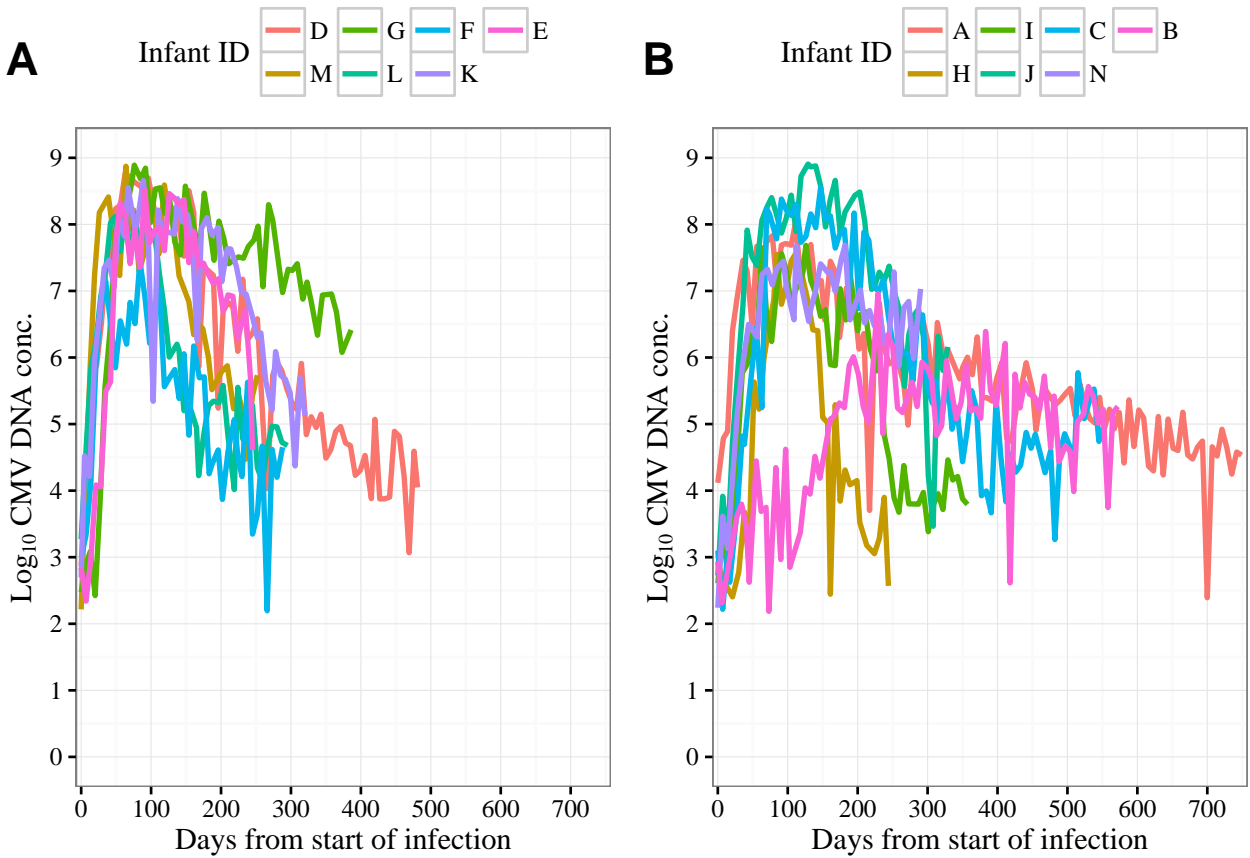 A
Infant ID
D G F E
M L K
Log10 CMV DNA conc.
9
8
7
6
5
4
3
2
1
0
0 100 200 300 400 500 600 700
Days from start of infection
B
Infant ID
A I C B
H J N
Log10 CMV DNA conc.
9
8
7
6
5
4
3
2
1
0
0 100 200 300 400 500 600 700
Days from start of infection